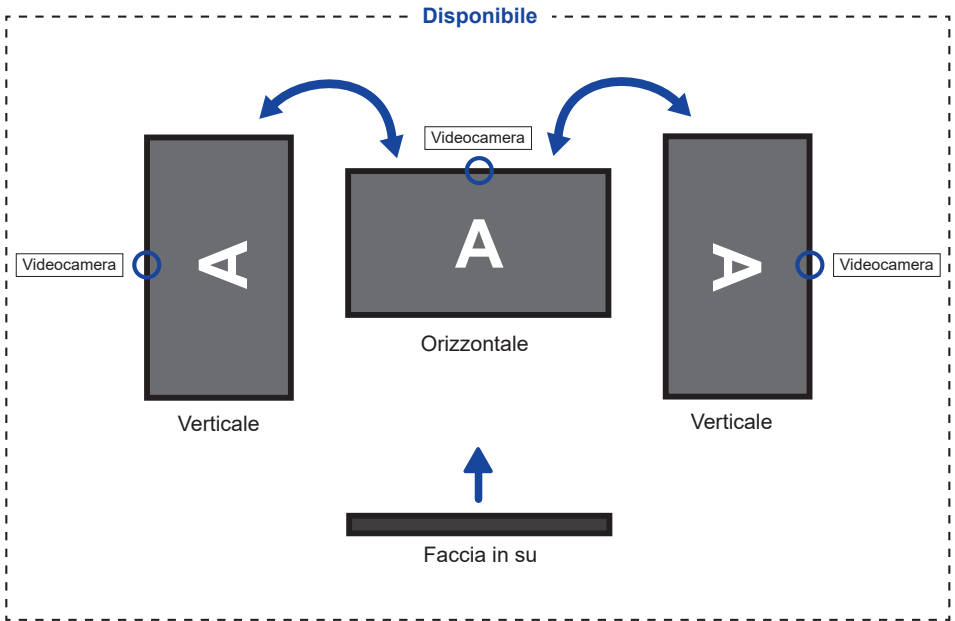 Disponibile
Videocamera
A
Videocamera
A
A
Videocamera
Orizzontale
Verticale
Verticale
Faccia in su